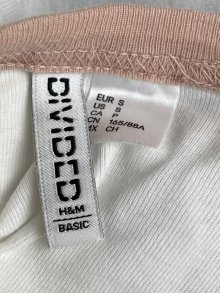 DIVIDED
H&M
BASIC
EUR S
US S
CA P
CN 165/88A
MX CH